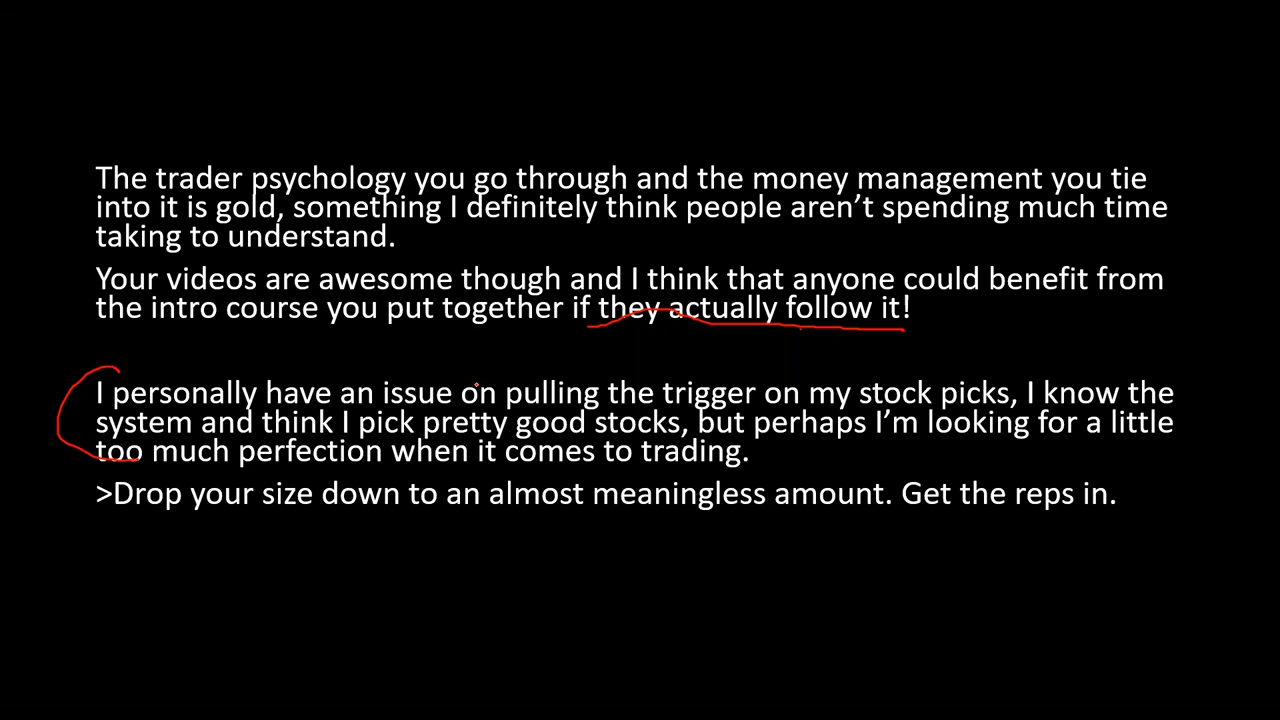 The trader psychology you go through and the money management you tie
into it is gold, something I definitely think people aren’t spending much time
taking to understand.
Your videos are awesome though and I think that anyone could benefit from
the intro course you put together if they actually follow it!
I personally have an issue on pulling the trigger on my stock picks, I know the
system and think I pick pretty good stocks, but perhaps I’m looking for a little
too much perfection when it comes to trading.
>Drop your size down to an almost meaningless amount. Get the reps in.